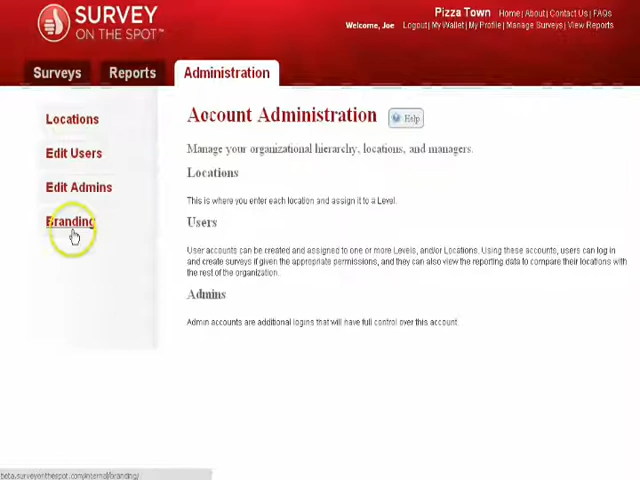 SURVEY
ON THE SPOT™
Pizza Town Home | About | Contact Us | FAQs
Welcome, Joe Logout | My Wallet | My Profile | Manage Surveys | View Reports
Surveys Reports Administration
Locations
Edit Users
Edit Admins
Branding
Account Administration Help
Manage your organizational hierarchy, locations, and managers.
Locations
This is where you enter each location and assign it to a Level.
Users
User accounts can be created and assigned to one or more Levels, and/or Locations. Using these accounts, users can log in
and create surveys if given the appropriate permissions, and they can also view the reporting data to compare their locations with
the rest of the organization.
Admins
Admin accounts are additional logins that will have full control over this account.
beta.surveyonthespot.com/internal/branding/